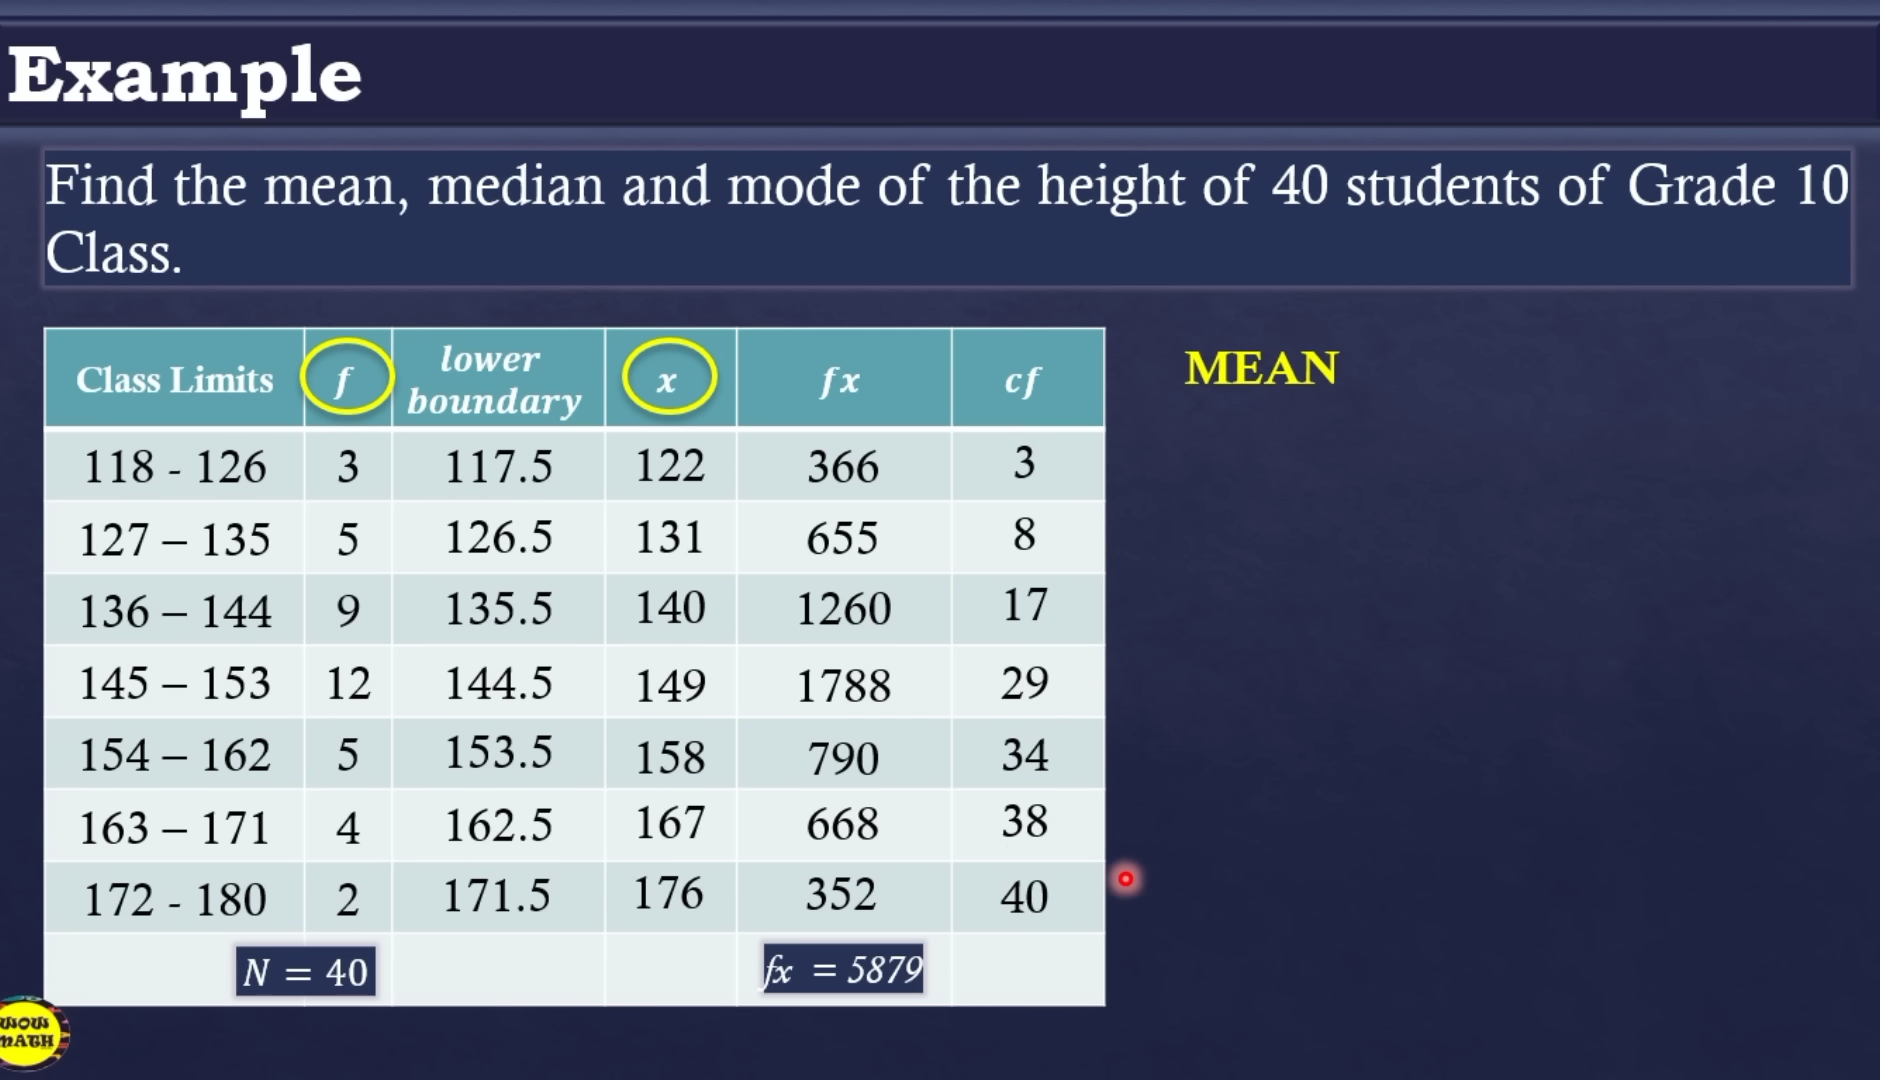 Example
Find the mean, median and mode of the height of 40 students of Grade 10
Class.
MEAN
Class Limits f lower boundary x fx cf
118 - 126 3 117.5 122 366 3
127 – 135 5 126.5 131 655 8
136 – 144 9 135.5 140 1260 17
145 – 153 12 144.5 149 1788 29
154 – 162 5 153.5 158 790 34
163 – 171 4 162.5 167 668 38
172 - 180 2 171.5 176 352 40
N = 40 fx = 5879
WOW
MATH